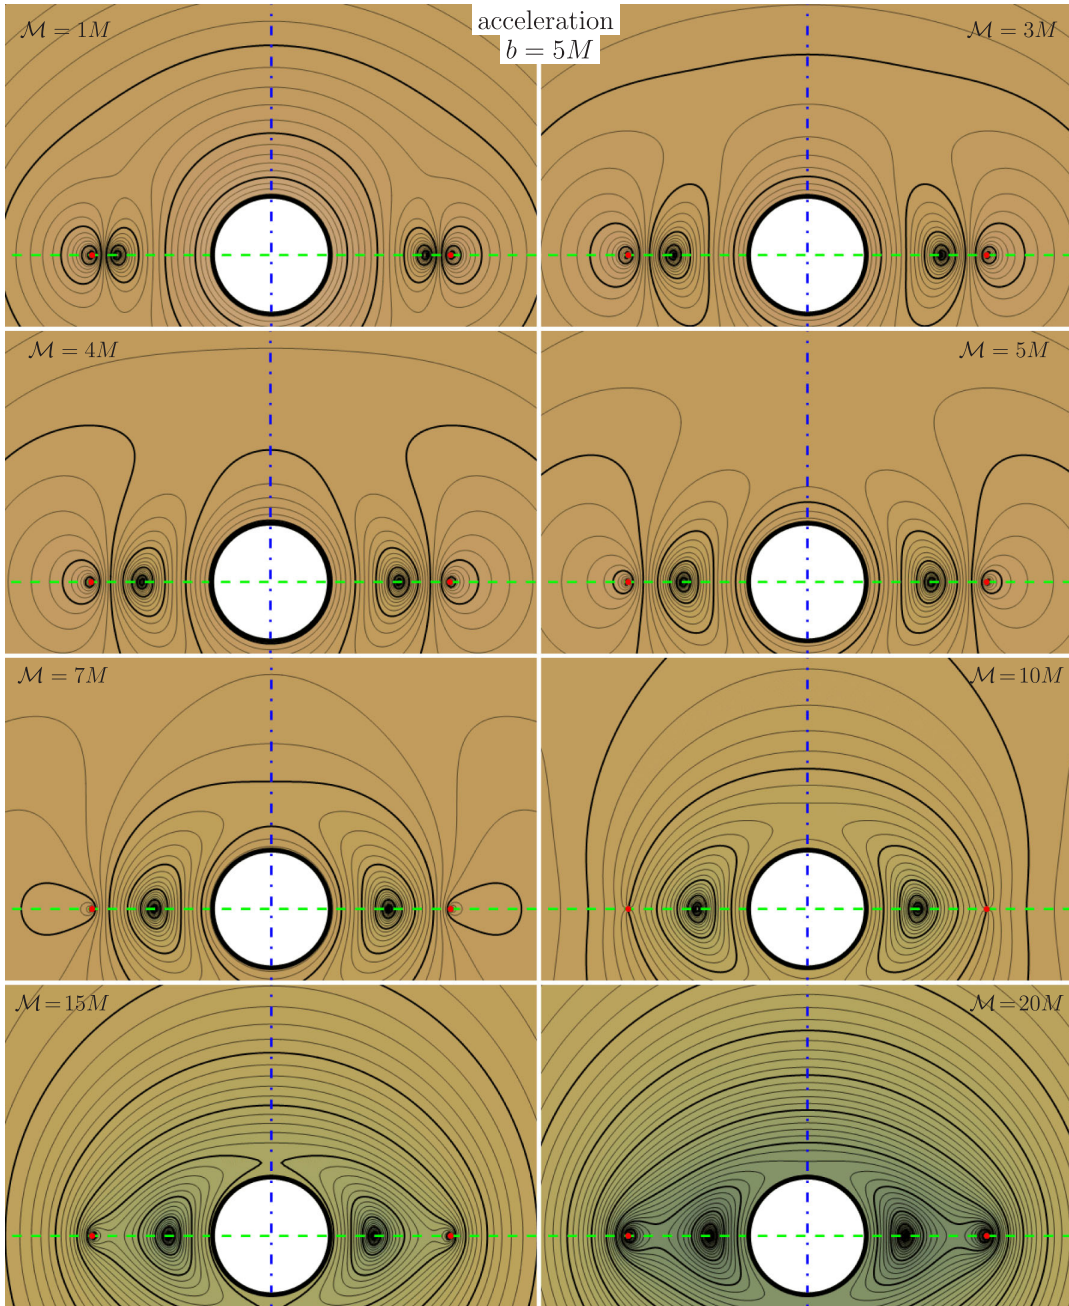 acceleration
b = 5M
ℳ = 1M
ℳ = 3M
ℳ = 4M
ℳ = 5M
ℳ = 7M
ℳ = 10M
ℳ = 15M
ℳ = 20M